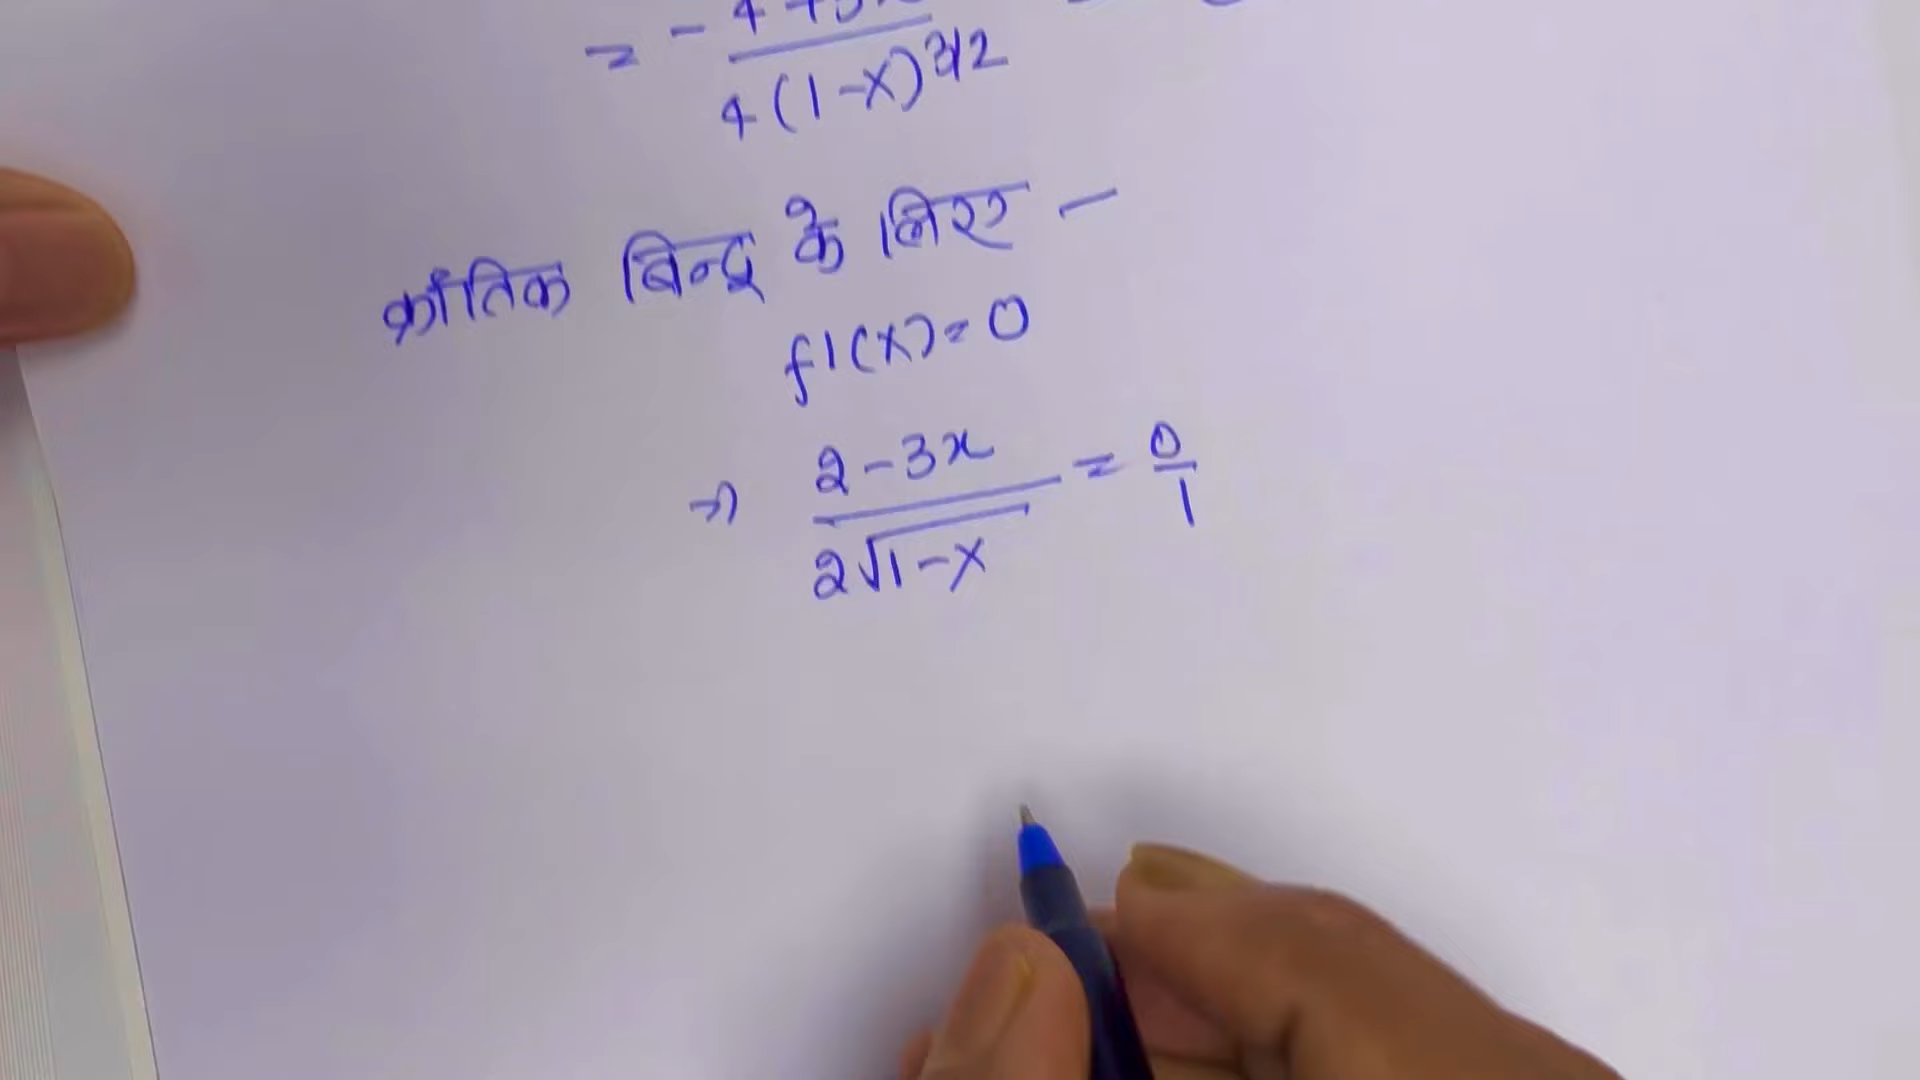 = -
4(1-x)^3/2
क्रांतिक बिन्दू के लिए -
f'(x) = 0
⇒ 2-3x / 2√1-x = 0/1